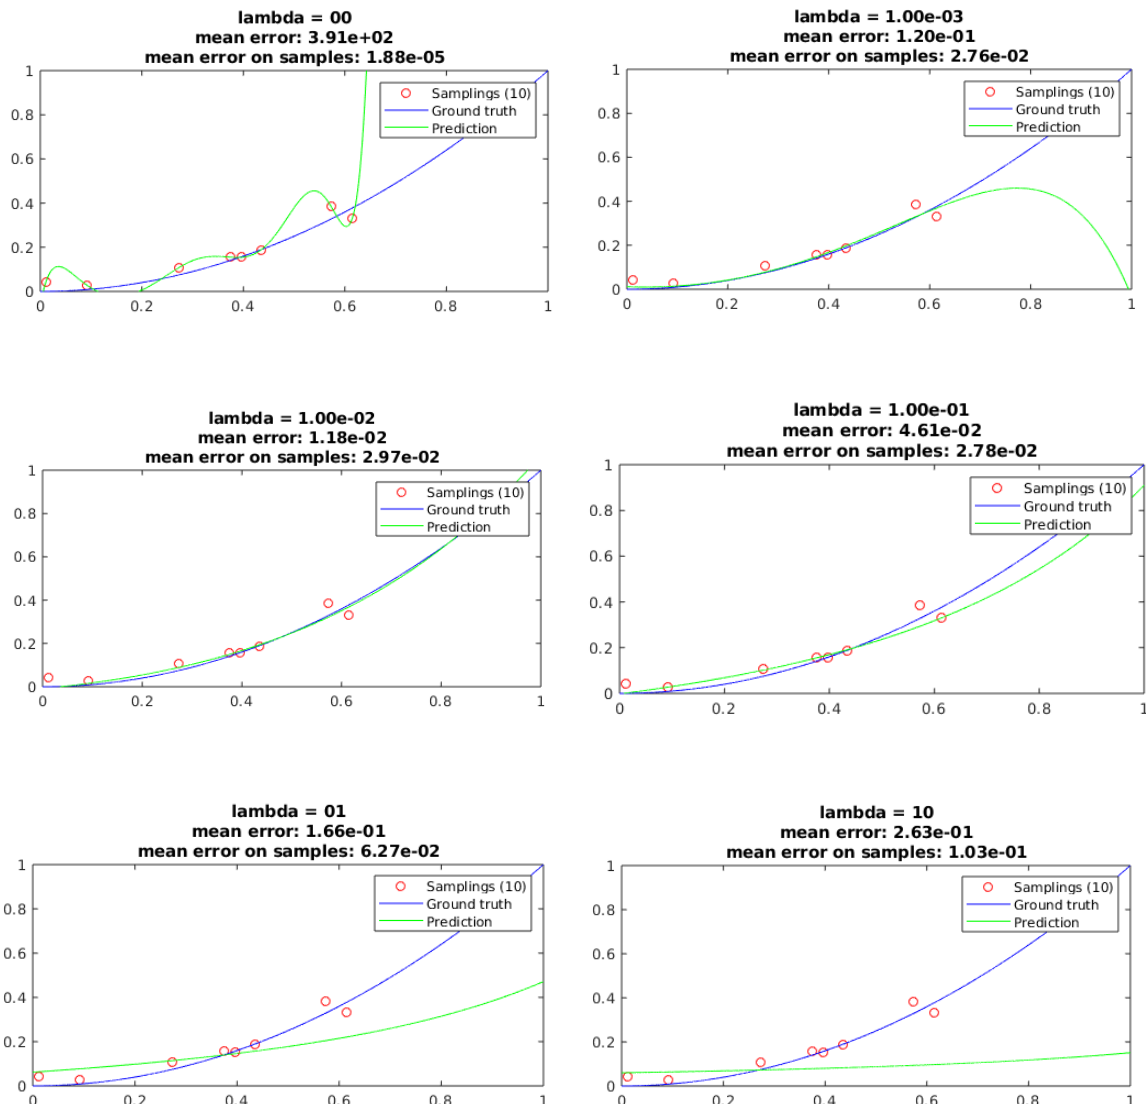 lambda = 00
mean error: 3.91e+02
mean error on samples: 1.88e-05
1
0.8
0.6
0.4
0.2
0
0 0.2 0.4 0.6 0.8 1
Samplings (10)
Ground truth
Prediction
lambda = 1.00e-03
mean error: 1.20e-01
mean error on samples: 2.76e-02
1
0.8
0.6
0.4
0.2
0
0 0.2 0.4 0.6 0.8 1
Samplings (10)
Ground truth
Prediction
lambda = 1.00e-02
mean error: 1.18e-02
mean error on samples: 2.97e-02
1
0.8
0.6
0.4
0.2
0
0 0.2 0.4 0.6 0.8 1
Samplings (10)
Ground truth
Prediction
lambda = 1.00e-01
mean error: 4.61e-02
mean error on samples: 2.78e-02
1
0.8
0.6
0.4
0.2
0
0 0.2 0.4 0.6 0.8 1
Samplings (10)
Ground truth
Prediction
lambda = 01
mean error: 1.66e-01
mean error on samples: 6.27e-02
1
0.8
0.6
0.4
0.2
0
0 0.2 0.4 0.6 0.8 1
Samplings (10)
Ground truth
Prediction
lambda = 10
mean error: 2.63e-01
mean error on samples: 1.03e-01
1
0.8
0.6
0.4
0.2
0
0 0.2 0.4 0.6 0.8 1
Samplings (10)
Ground truth
Prediction